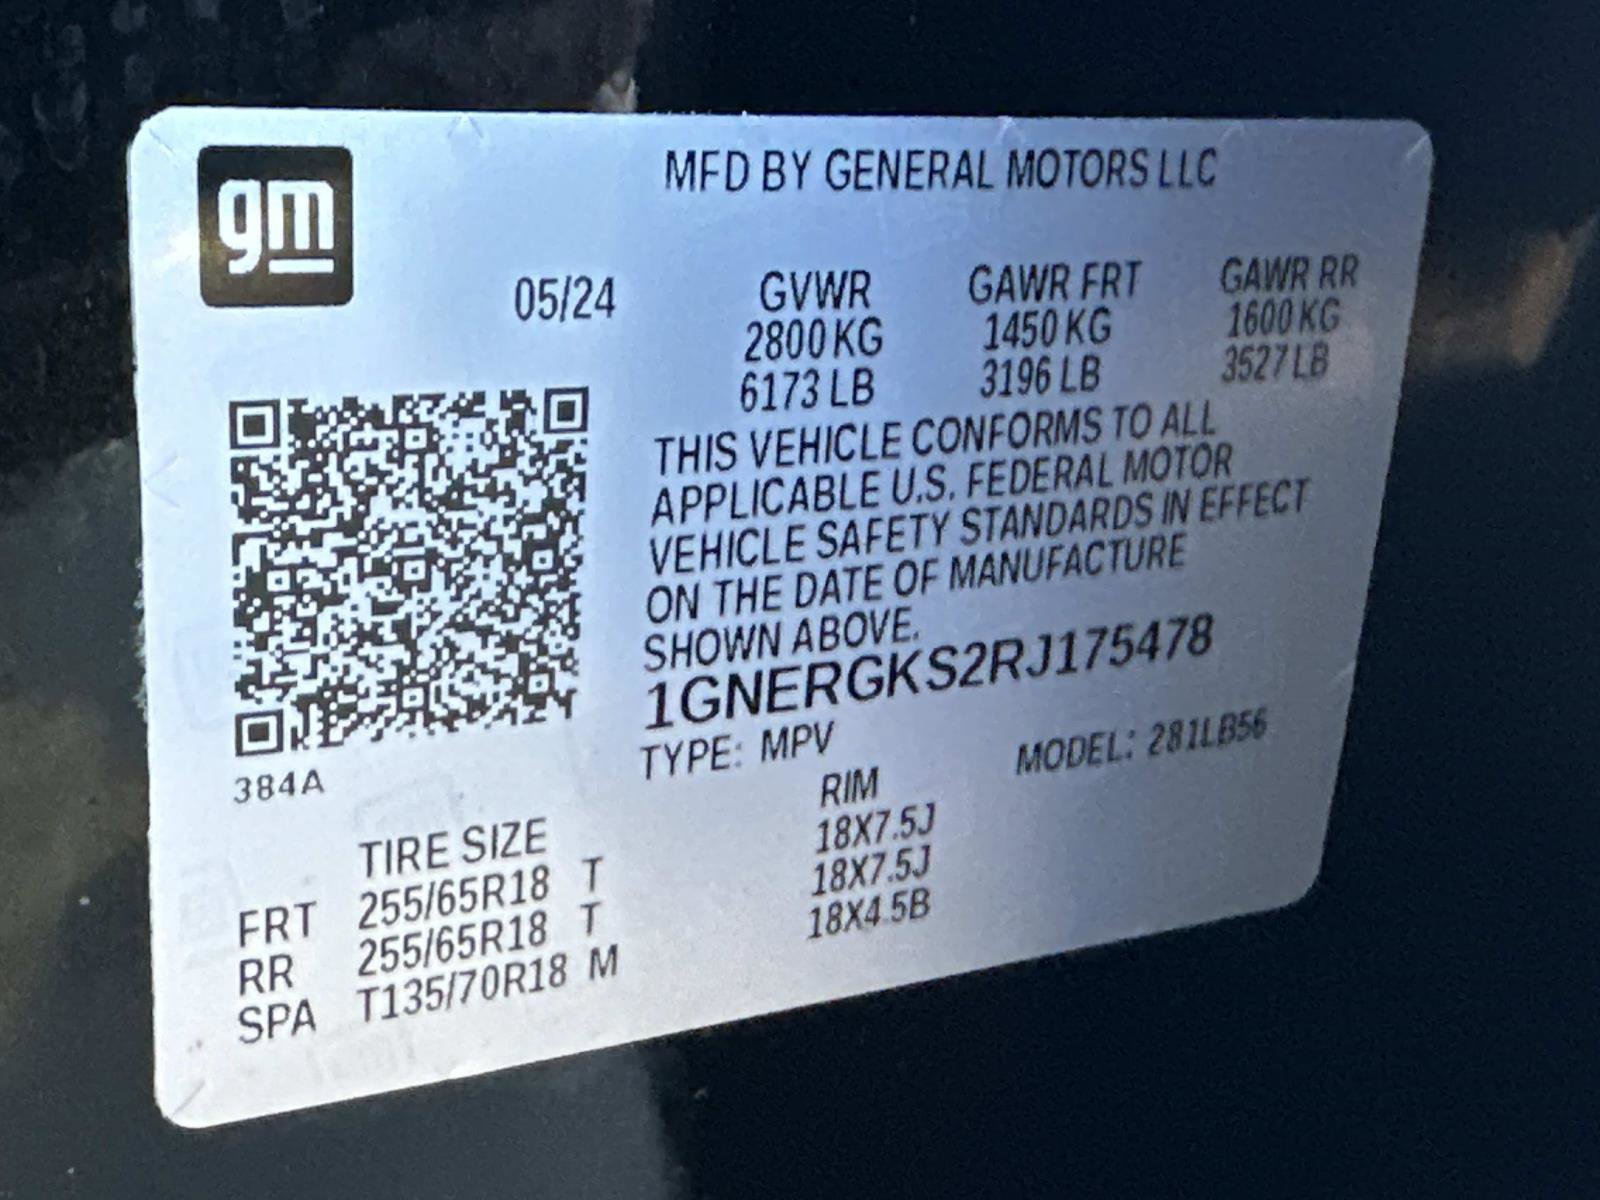 gm
MFD BY GENERAL MOTORS LLC
05/24 GVWR GAWR FRT GAWR RR
2800 KG 1450 KG 1600 KG
6173 LB 3196 LB 3527 LB
THIS VEHICLE CONFORMS TO ALL
APPLICABLE U.S. FEDERAL MOTOR
VEHICLE SAFETY STANDARDS IN EFFECT
ON THE DATE OF MANUFACTURE
SHOWN ABOVE.
1GNERGKS2RJ175478
TYPE: MPV MODEL: 281LB56
384A
TIRE SIZE RIM
FRT 255/65R18 T 18X7.5J
RR 255/65R18 T 18X7.5J
SPA T135/70R18 M 18X4.5B